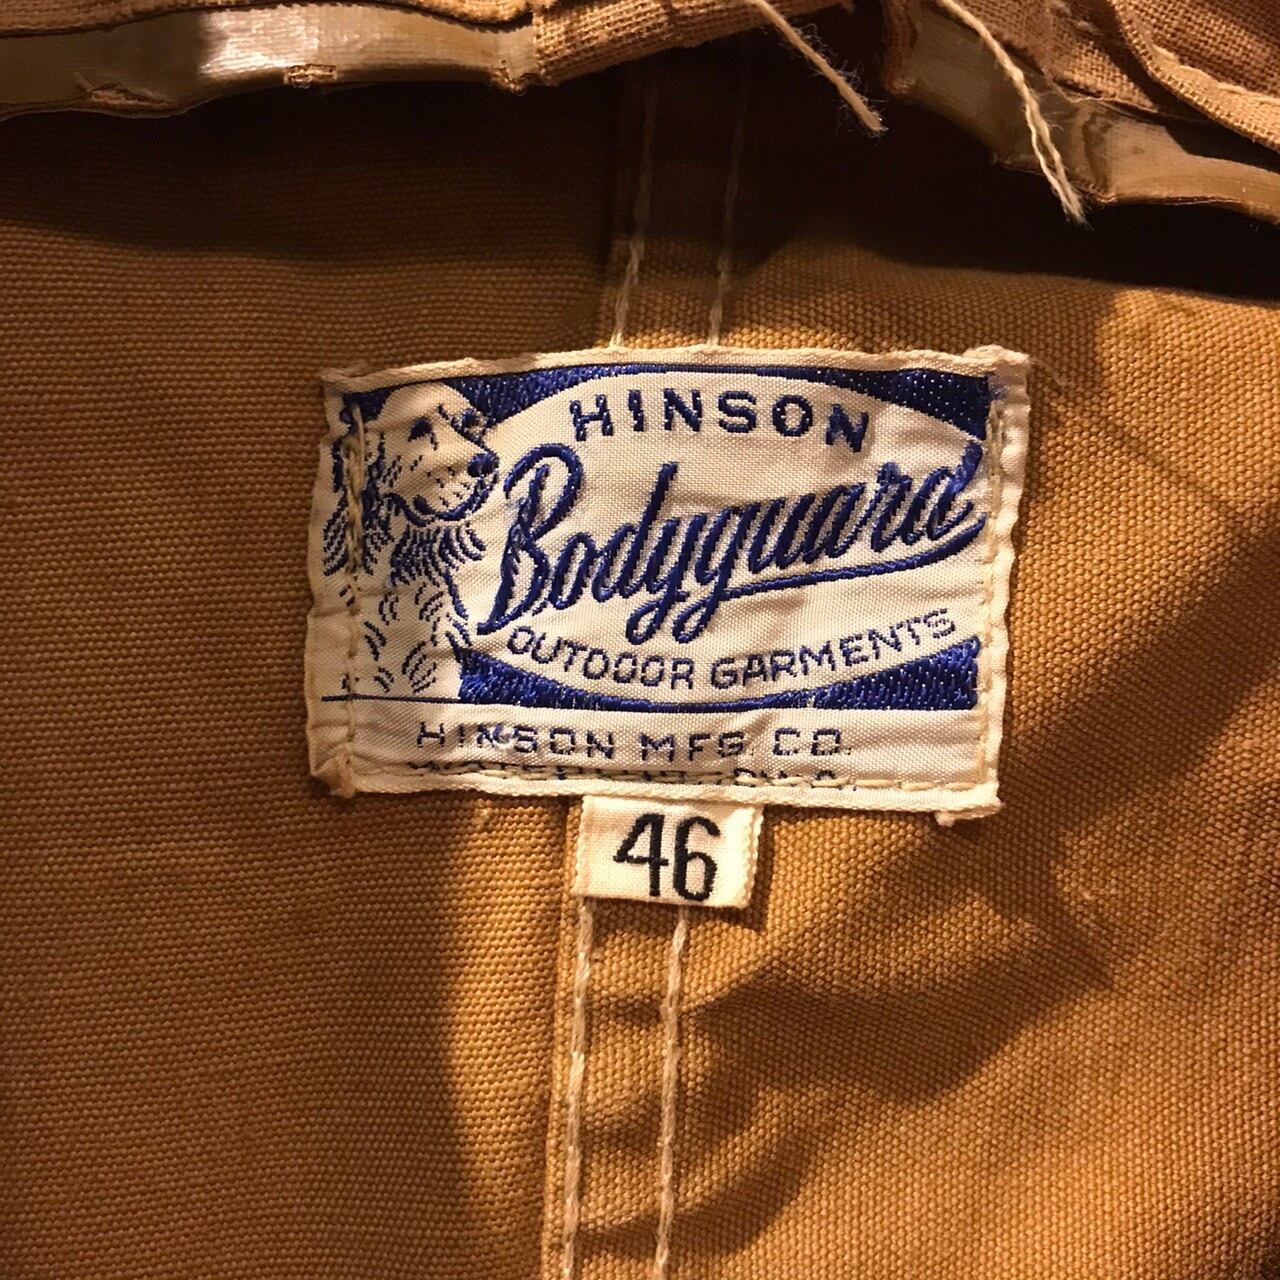 HINSON
Bodyguard
OUTDOOR GARMENTS
HINSON MFG. CO.
46